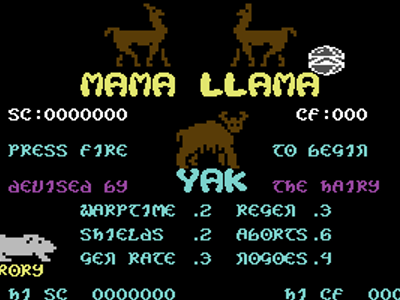 MAMA LLAMA
SC:0000000 CF:000
PRESS FIRE TO BEGIN
DEVISED BY YAK THE HAIRY
WARPTIME .2 REGEN .3
SHIELDS .2 ABORTS .6
GEN RATE .3 ROGOES .4
RORY
HI SC 0000000 HI CF 000